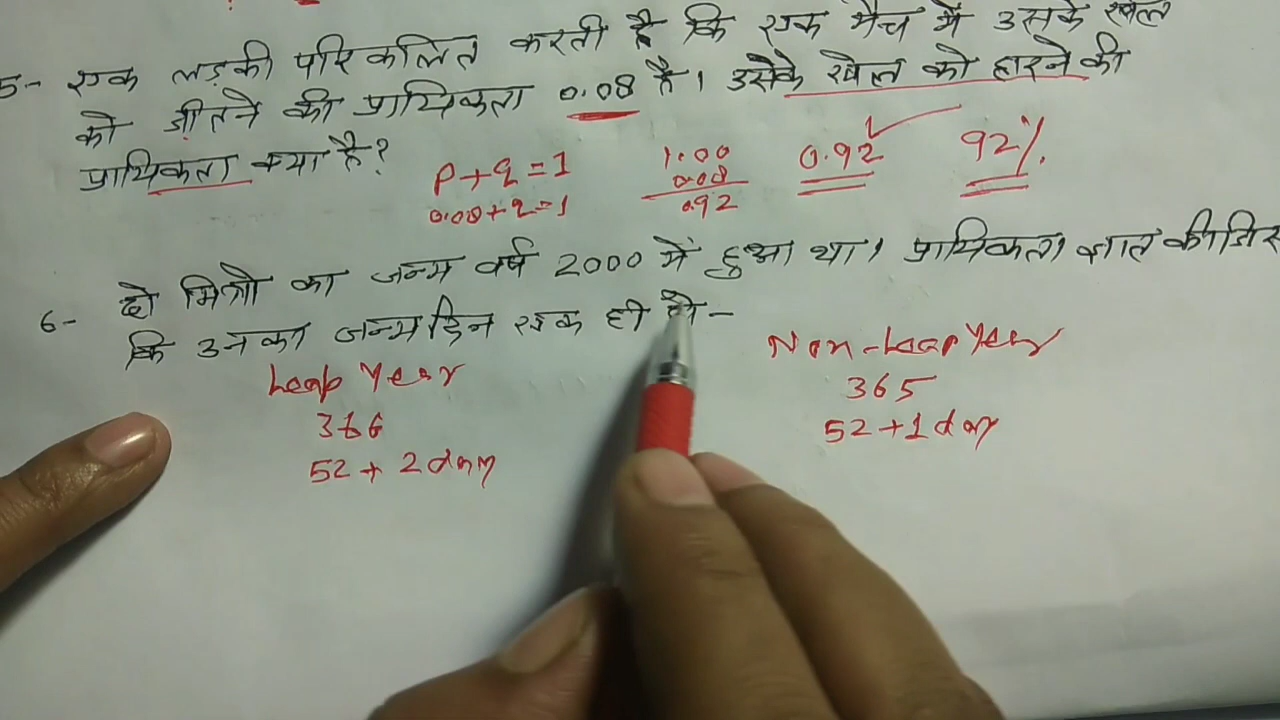 5- एक लड़की परिकलित करती है कि एक मैच में उसके खेल
को जीतने की प्रायिकता 0.08 है। उसके खेल को हारने की
प्रायिकता क्या है?
p+q=1
0.08+q=1
1.00
0.08
0.92
0.92
92%
6- दो मित्रो का जन्म वर्ष 2000 में हुआ था। प्रायिकता ज्ञात कीजिए
कि उनका जन्मदिन एक ही हो-
Leap Year
366
52 + 2 day
Non-Leap Year
365
52 +1 day